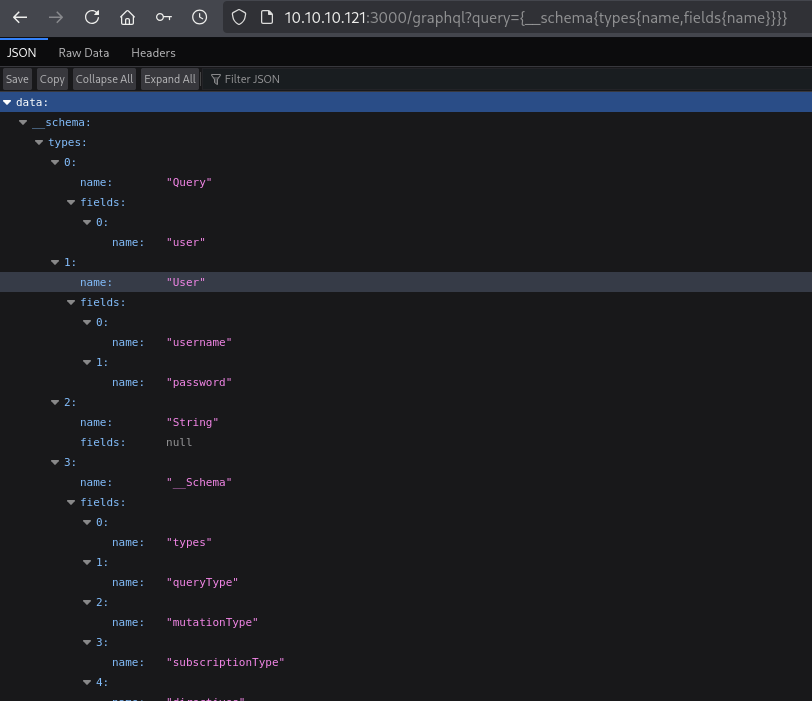 10.10.10.121:3000/graphql?query={__schema{types{name,fields{name}}}}
JSON Raw Data Headers
Save Copy Collapse All Expand All Filter JSON
data:
__schema:
types:
0:
name: "Query"
fields:
0:
name: "user"
1:
name: "User"
fields:
0:
name: "username"
1:
name: "password"
2:
name: "String"
fields: null
3:
name: "__Schema"
fields:
0:
name: "types"
1:
name: "queryType"
2:
name: "mutationType"
3:
name: "subscriptionType"
4:
name: "directives"